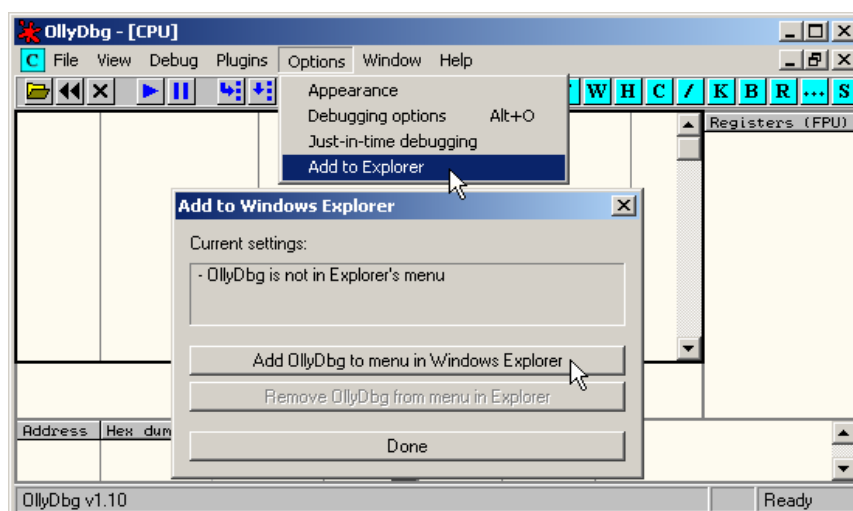 OllyDbg - [CPU]
C File View Debug Plugins Options Window Help
W H C / K B R ... S
Appearance
Debugging options Alt+O
Just-in-time debugging
Add to Explorer
Registers (FPU)
Add to Windows Explorer
Current settings:
- OllyDbg is not in Explorer's menu
Add OllyDbg to menu in Windows Explorer
Remove OllyDbg from menu in Explorer
Done
Address Hex dum
OllyDbg v1.10 Ready